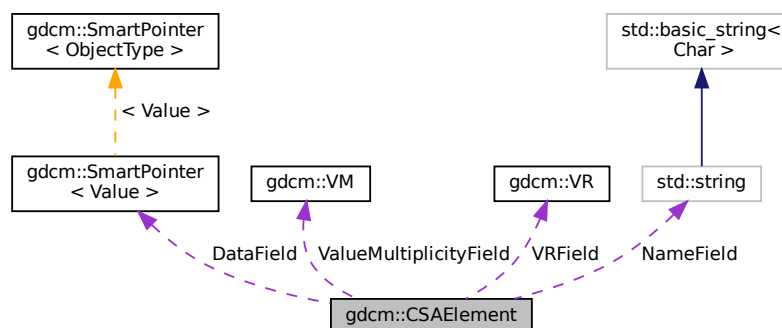 gdcm::SmartPointer
< ObjectType >
std::basic_string<
Char >
< Value >
gdcm::SmartPointer
< Value >
gdcm::VM
gdcm::VR
std::string
DataField
ValueMultiplicityField
VRField
NameField
gdcm::CSAElement